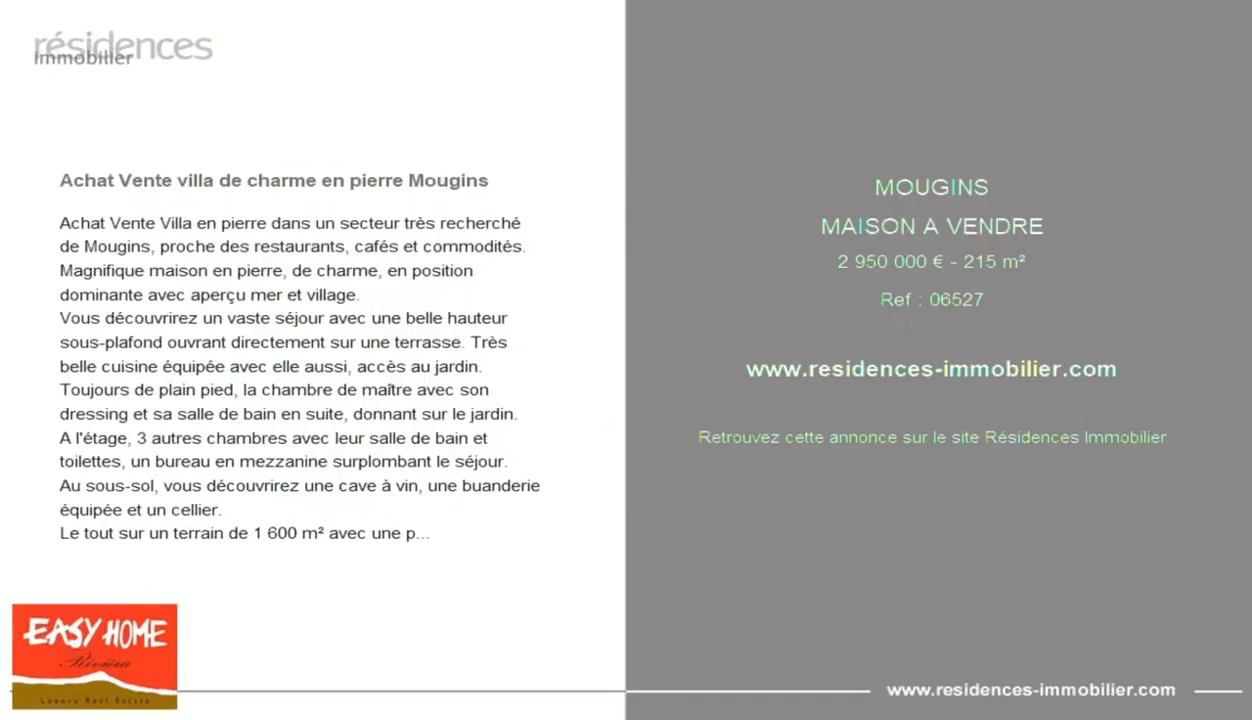 résidences
immobilier
Achat Vente villa de charme en pierre Mougins
Achat Vente Villa en pierre dans un secteur très recherché
de Mougins, proche des restaurants, cafés et commodités.
Magnifique maison en pierre, de charme, en position
dominante avec aperçu mer et village.
Vous découvrirez un vaste séjour avec une belle hauteur
sous-plafond ouvrant directement sur une terrasse. Très
belle cuisine équipée avec elle aussi, accès au jardin.
Toujours de plain pied, la chambre de maître avec son
dressing et sa salle de bain en suite, donnant sur le jardin.
A l'étage, 3 autres chambres avec leur salle de bain et
toilettes, un bureau en mezzanine surplombant le séjour.
Au sous-sol, vous découvrirez une cave à vin, une buanderie
équipée et un cellier.
Le tout sur un terrain de 1 600 m² avec une p...
EASY HOME
Riviera
Luxury Real Estate
MOUGINS
MAISON A VENDRE
2 950 000 € - 215 m²
Ref : 06527
www.residences-immobilier.com
Retrouvez cette annonce sur le site Résidences Immobilier
www.residences-immobilier.com